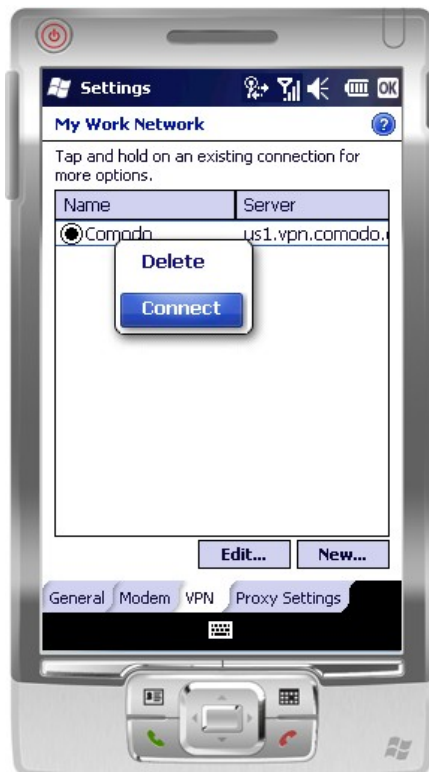 Settings
OK
My Work Network
?
Tap and hold on an existing connection for
more options.
Name Server
Comodo us1.vpn.comodo.
Delete
Connect
Edit... New...
General Modem VPN Proxy Settings